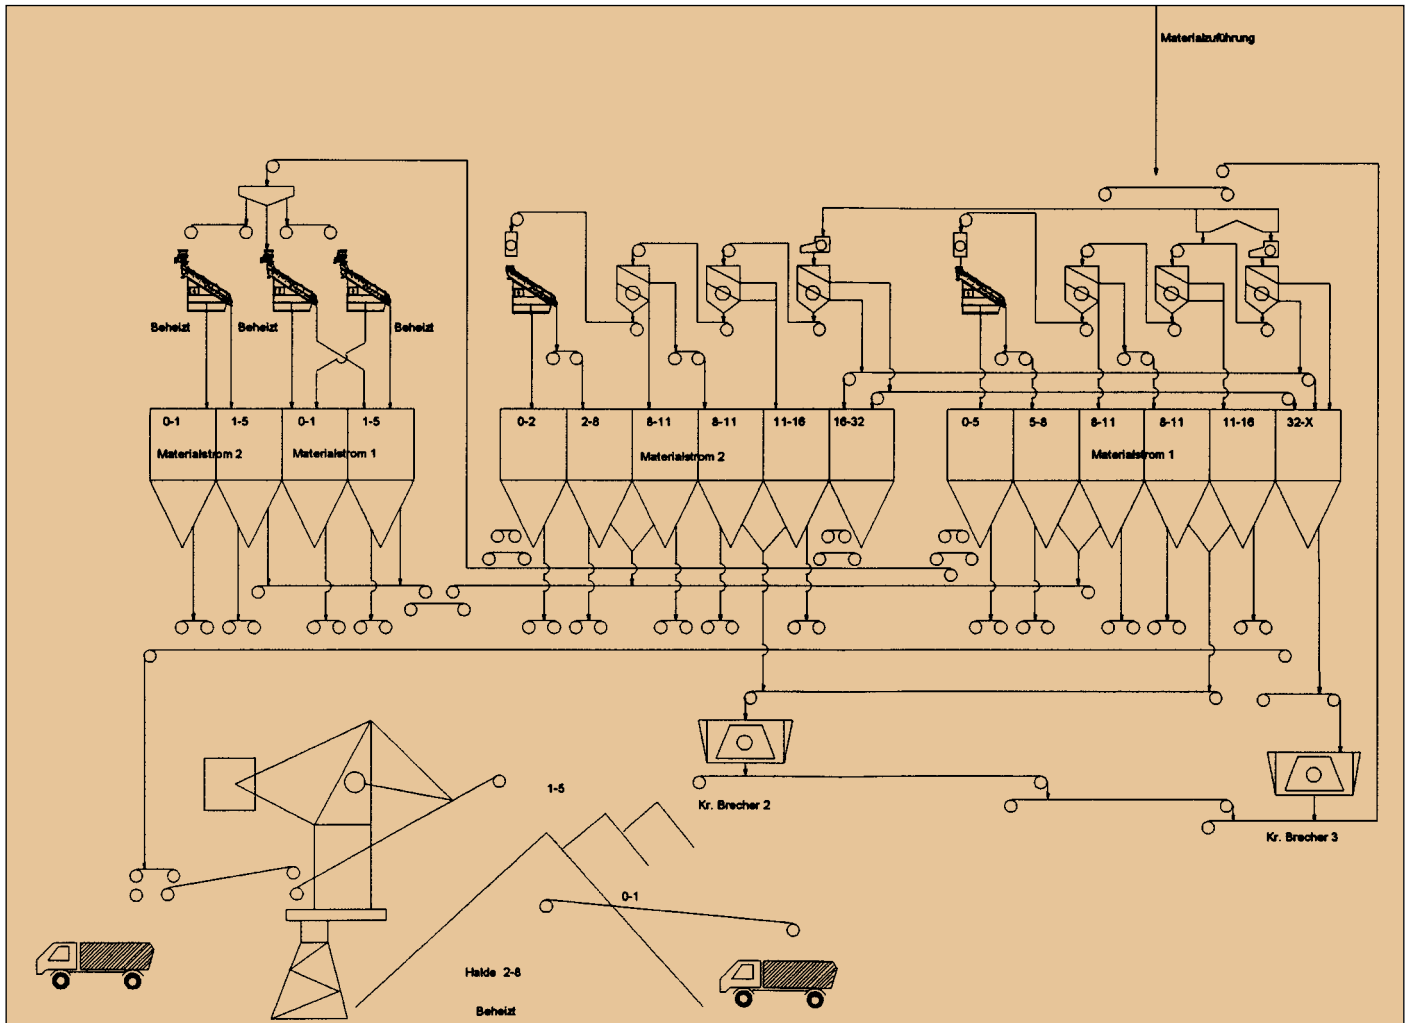 Materialzuführung
Beheizt
Beheizt
Beheizt
0-1
1-5
0-1
1-5
Materialstrom 2
Materialstrom 1
0-2
2-8
8-11
8-11
11-16
16-32
Materialstrom 2
0-5
5-8
8-11
8-11
11-16
32-X
Materialstrom 1
1-5
Kr. Brecher 2
Kr. Brecher 3
0-1
Halde 2-8
Beheizt